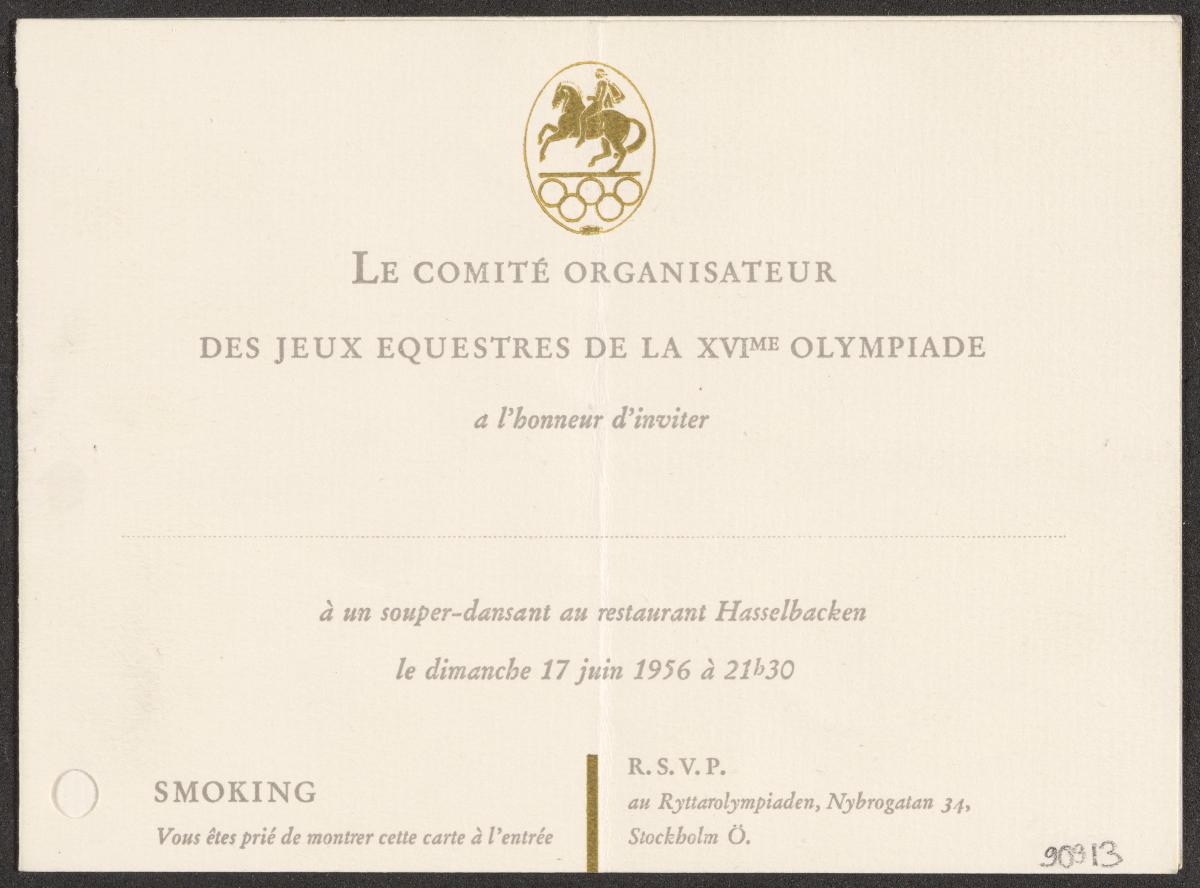 LE COMITÉ ORGANISATEUR
DES JEUX EQUESTRES DE LA XVIME OLYMPIADE
a l'honneur d'inviter
à un souper-dansant au restaurant Hasselbacken
le dimanche 17 juin 1956 à 21h30
SMOKING
Vous êtes prié de montrer cette carte à l'entrée
R. S. V. P.
au Ryttarolympiaden, Nybrogatan 34,
Stockholm Ö.
90913